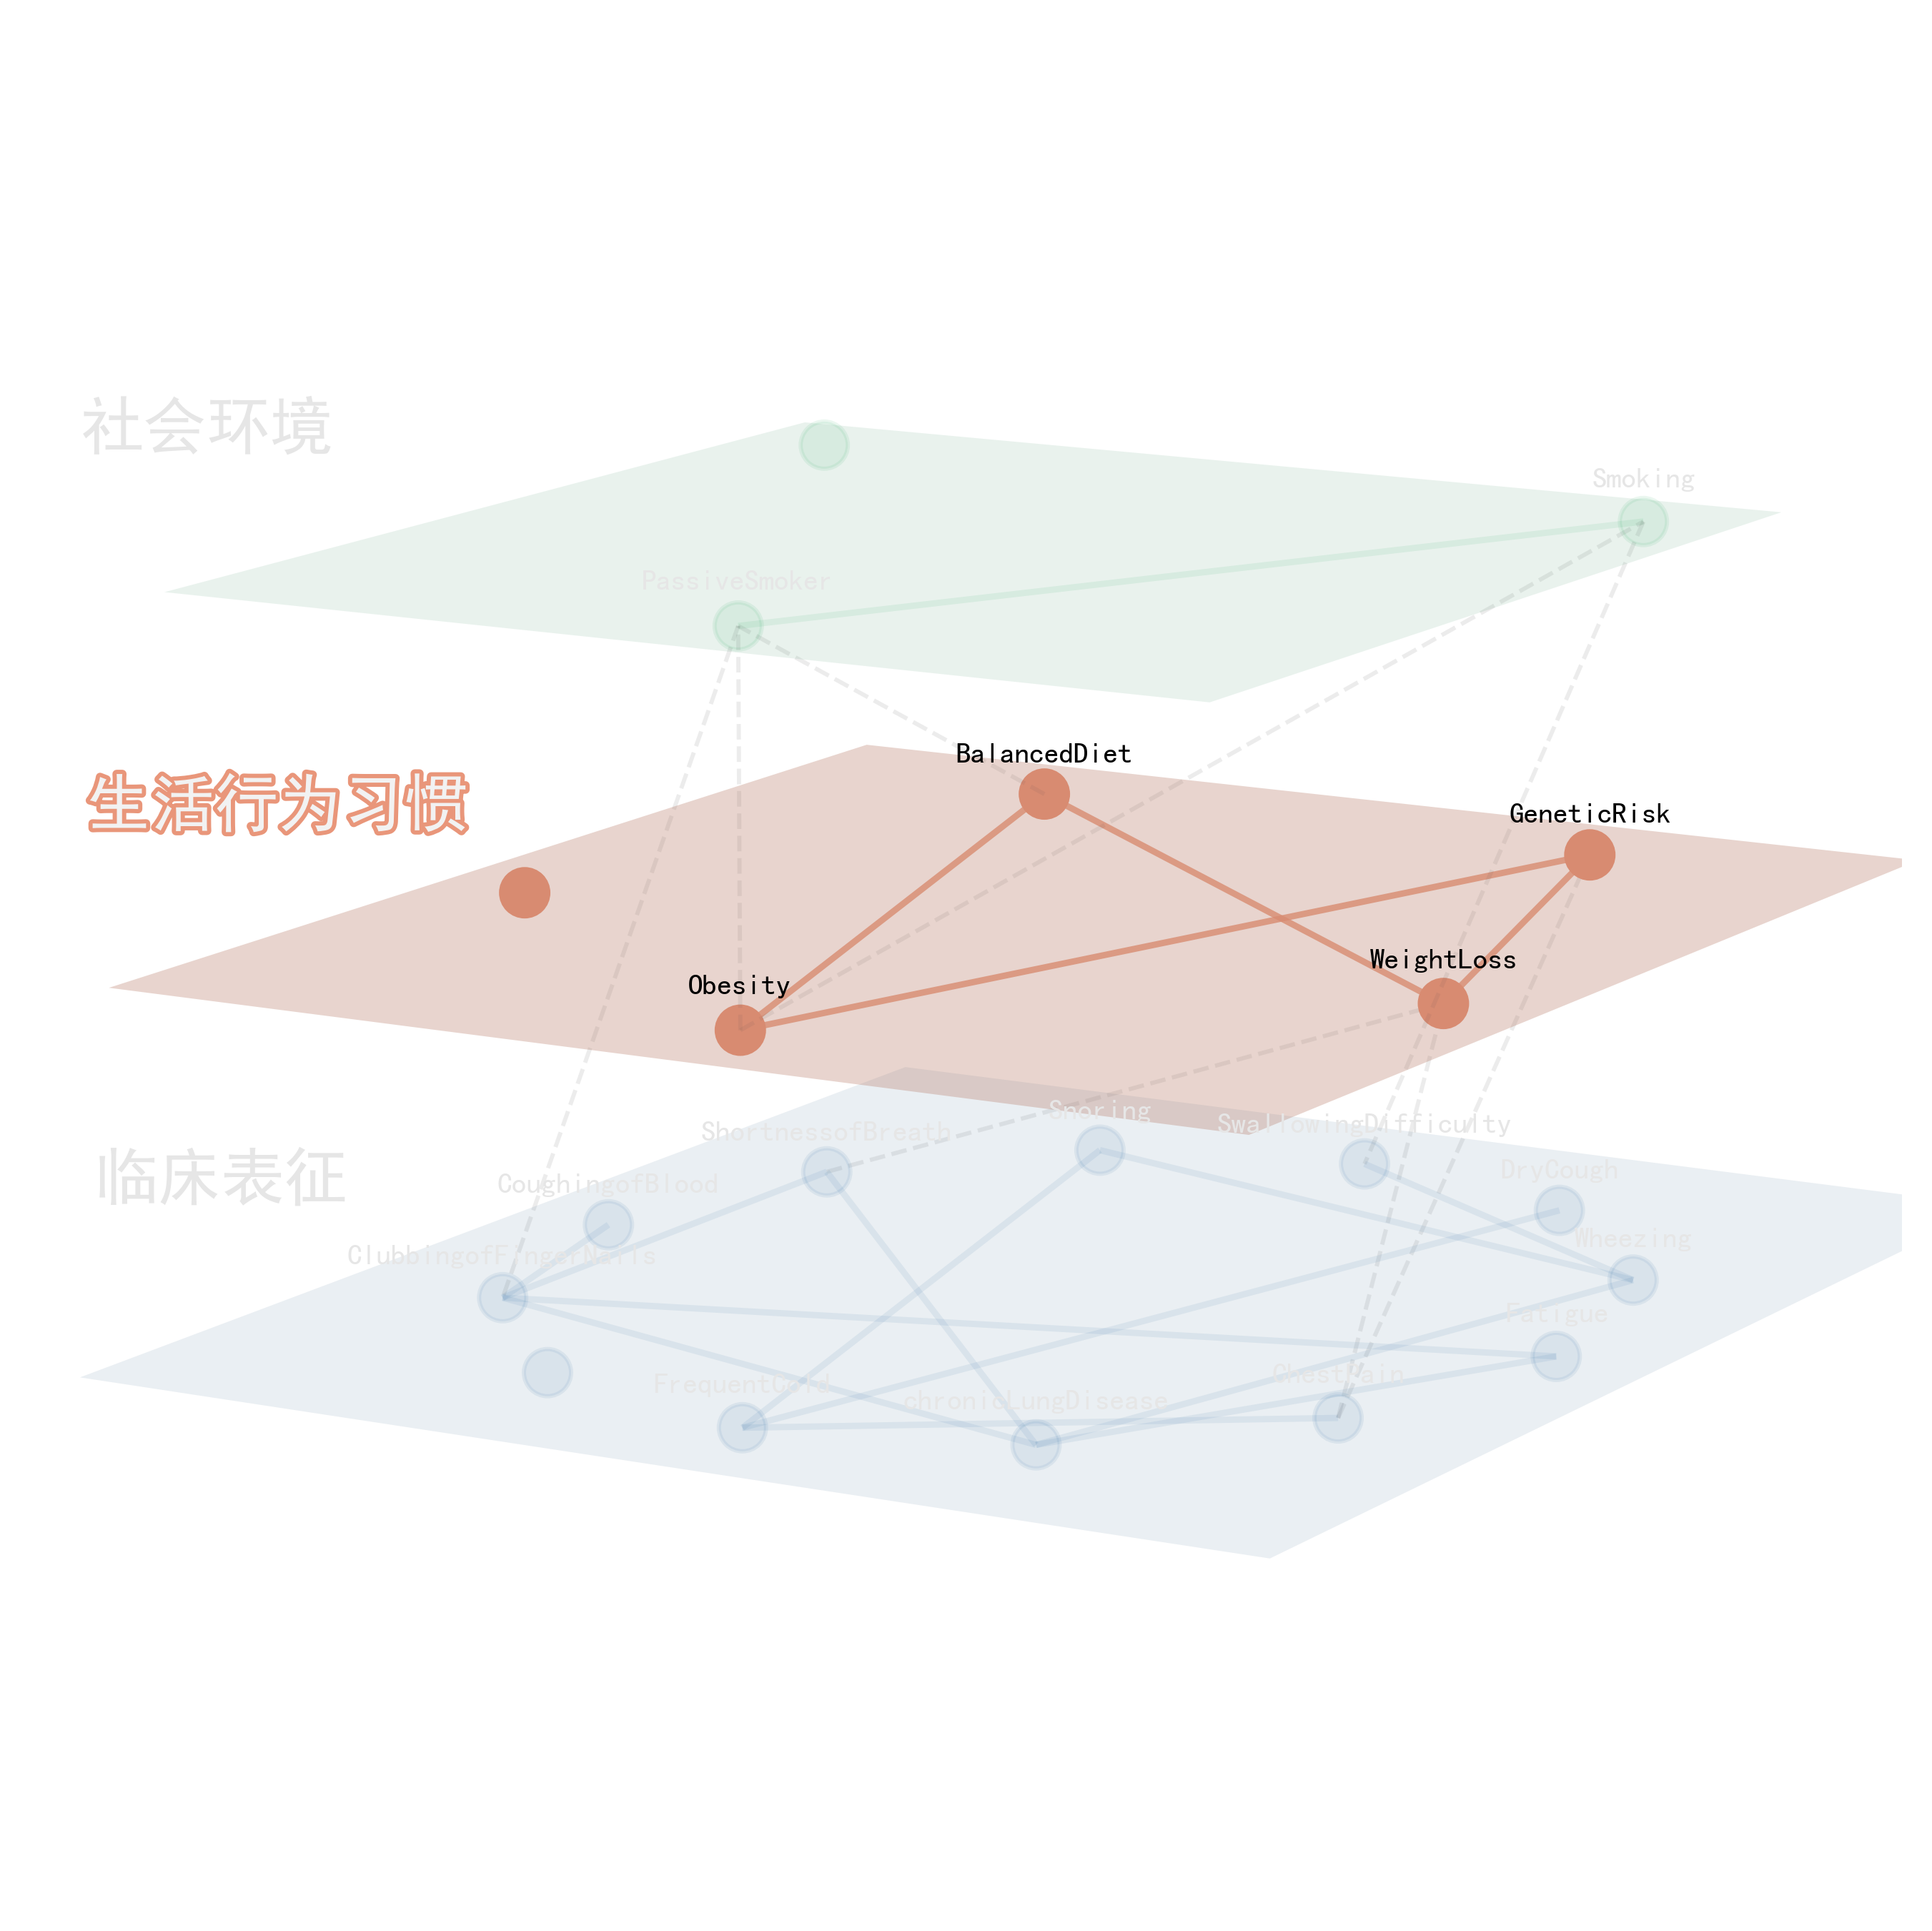 社会环境
Smoking
PassiveSmoker
BalancedDiet
生活行为习惯
GeneticRisk
WeightLoss
Obesity
Snoring
SwallowingDifficulty
ShortnessofBreath
临床表征
DryCough
CoughingofBlood
Wheezing
ClubbingofFingerNails
Fatigue
ChestPain
FrequentCold
chronicLungDisease